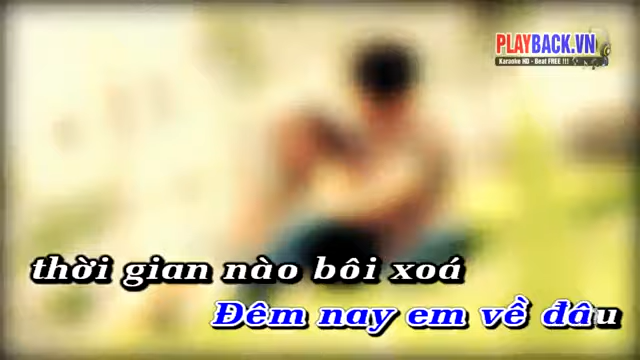 PLAYBACK.VN
Karaoke HD - Beat FREE !!!
thời gian nào bôi xoá
Đêm nay em về đâu